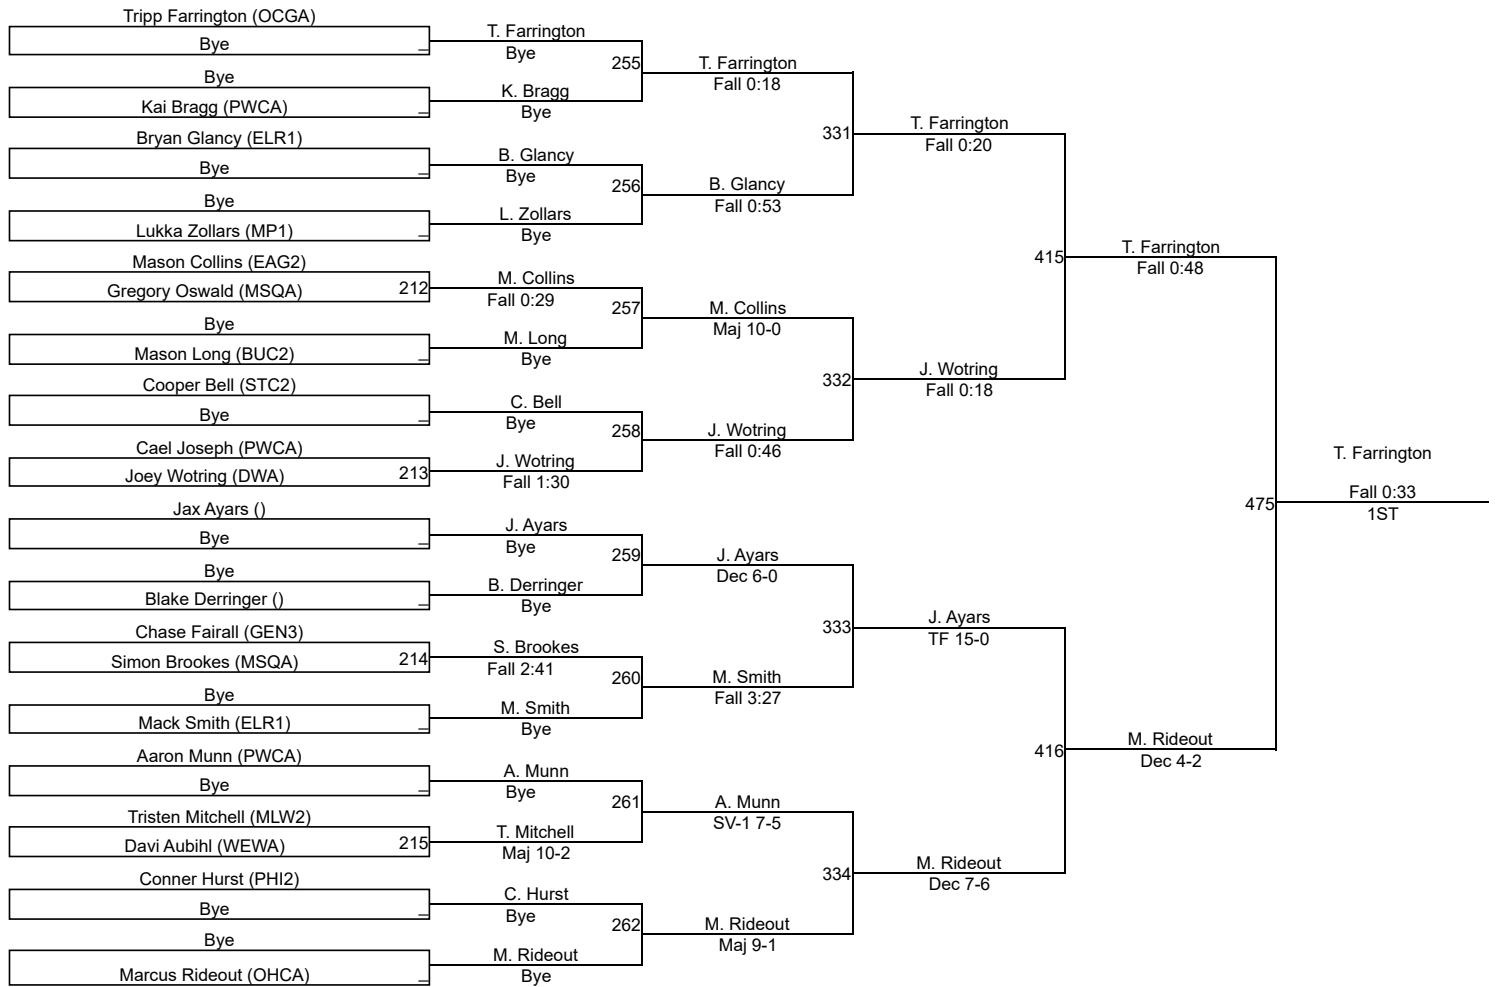 Tripp Farrington (OCGA)
Bye _
Bye
Kai Bragg (PWCA) _
Bryan Glancy (ELR1)
Bye _
Bye
Lukka Zollars (MP1) _
Mason Collins (EAG2)
Gregory Oswald (MSQA) 212
Bye
Mason Long (BUC2) _
Cooper Bell (STC2)
Bye _
Cael Joseph (PWCA)
Joey Wotring (DWA) 213
Jax Ayars ()
Bye _
Bye
Blake Derringer () _
Chase Fairall (GEN3)
Simon Brookes (MSQA) 214
Bye
Mack Smith (ELR1) _
Aaron Munn (PWCA)
Bye _
Tristen Mitchell (MLW2)
Davi Aubihl (WEWA) 215
Conner Hurst (PHI2)
Bye _
Bye
Marcus Rideout (OHCA) _
T. Farrington
Bye
255
K. Bragg
Bye
B. Glancy
Bye
256
L. Zollars
Bye
M. Collins
Fall 0:29
257
M. Long
Bye
C. Bell
Bye
258
J. Wotring
Fall 1:30
J. Ayars
Bye
259
B. Derringer
Bye
S. Brookes
Fall 2:41
260
M. Smith
Bye
A. Munn
Bye
261
T. Mitchell
Maj 10-2
C. Hurst
Bye
262
M. Rideout
Bye
T. Farrington
Fall 0:18
331
B. Glancy
Fall 0:53
M. Collins
Maj 10-0
332
J. Wotring
Fall 0:46
J. Ayars
Dec 6-0
333
M. Smith
Fall 3:27
A. Munn
SV-1 7-5
334
M. Rideout
Maj 9-1
T. Farrington
Fall 0:20
415
J. Wotring
Fall 0:18
J. Ayars
TF 15-0
416
M. Rideout
Dec 7-6
T. Farrington
Fall 0:48
475
M. Rideout
Dec 4-2
T. Farrington
Fall 0:33
1ST